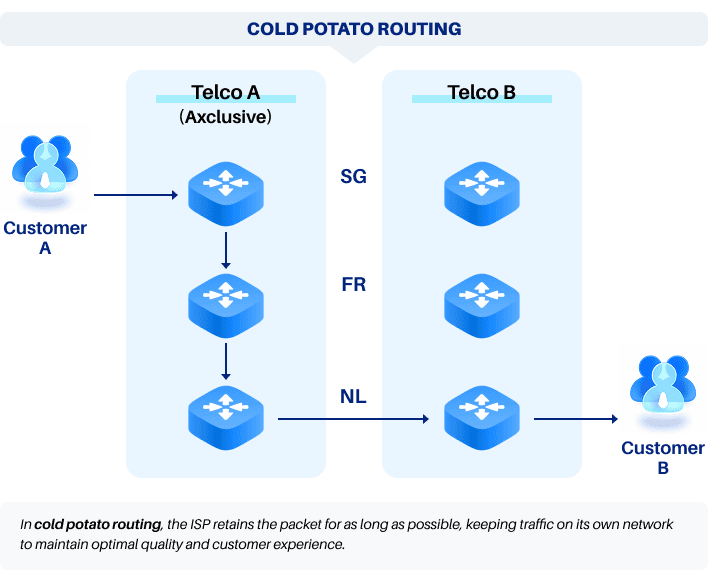 COLD POTATO ROUTING
Telco A
(Axclusive)
Telco B
SG
Customer
A
FR
NL
Customer
B
In cold potato routing, the ISP retains the packet for as long as possible, keeping traffic on its own network
to maintain optimal quality and customer experience.